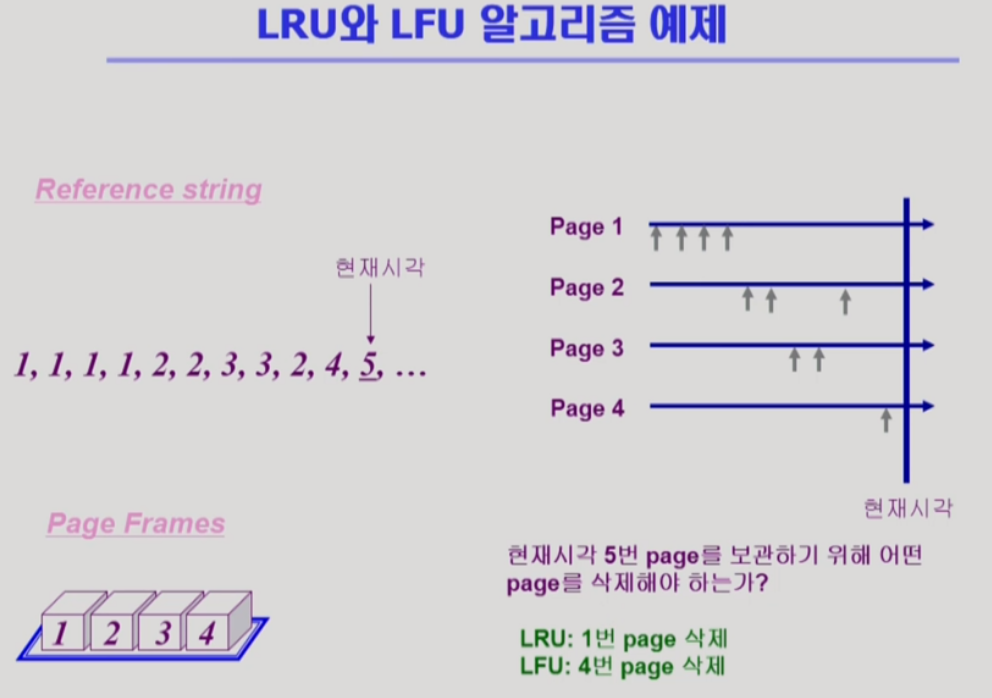 LRU와 LFU 알고리즘 예제
Reference string
현재시각
1, 1, 1, 1, 2, 2, 3, 3, 2, 4, 5, …
Page Frames
1 2 3 4
Page 1
Page 2
Page 3
Page 4
현재시각
현재시각 5번 page를 보관하기 위해 어떤
page를 삭제해야 하는가?
LRU: 1번 page 삭제
LFU: 4번 page 삭제